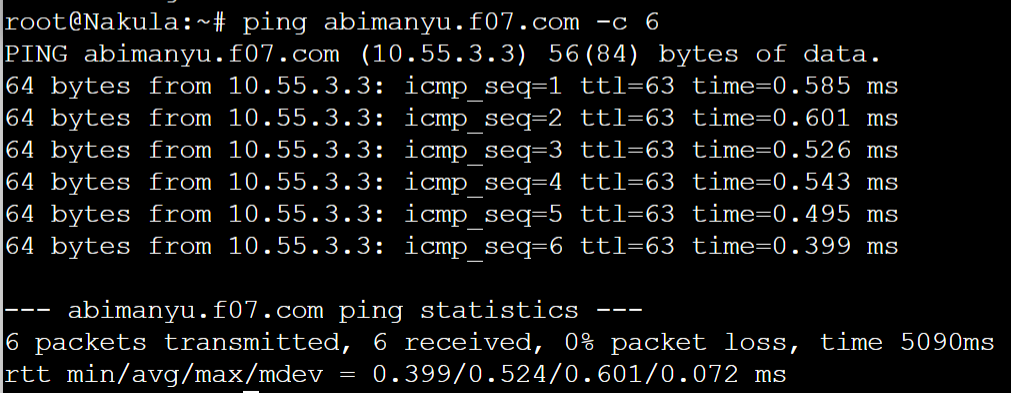 root@Nakula:~# ping abimanyu.f07.com -c 6
PING abimanyu.f07.com (10.55.3.3) 56(84) bytes of data.
64 bytes from 10.55.3.3: icmp_seq=1 ttl=63 time=0.585 ms
64 bytes from 10.55.3.3: icmp_seq=2 ttl=63 time=0.601 ms
64 bytes from 10.55.3.3: icmp_seq=3 ttl=63 time=0.526 ms
64 bytes from 10.55.3.3: icmp_seq=4 ttl=63 time=0.543 ms
64 bytes from 10.55.3.3: icmp_seq=5 ttl=63 time=0.495 ms
64 bytes from 10.55.3.3: icmp_seq=6 ttl=63 time=0.399 ms
--- abimanyu.f07.com ping statistics ---
6 packets transmitted, 6 received, 0% packet loss, time 5090ms
rtt min/avg/max/mdev = 0.399/0.524/0.601/0.072 ms